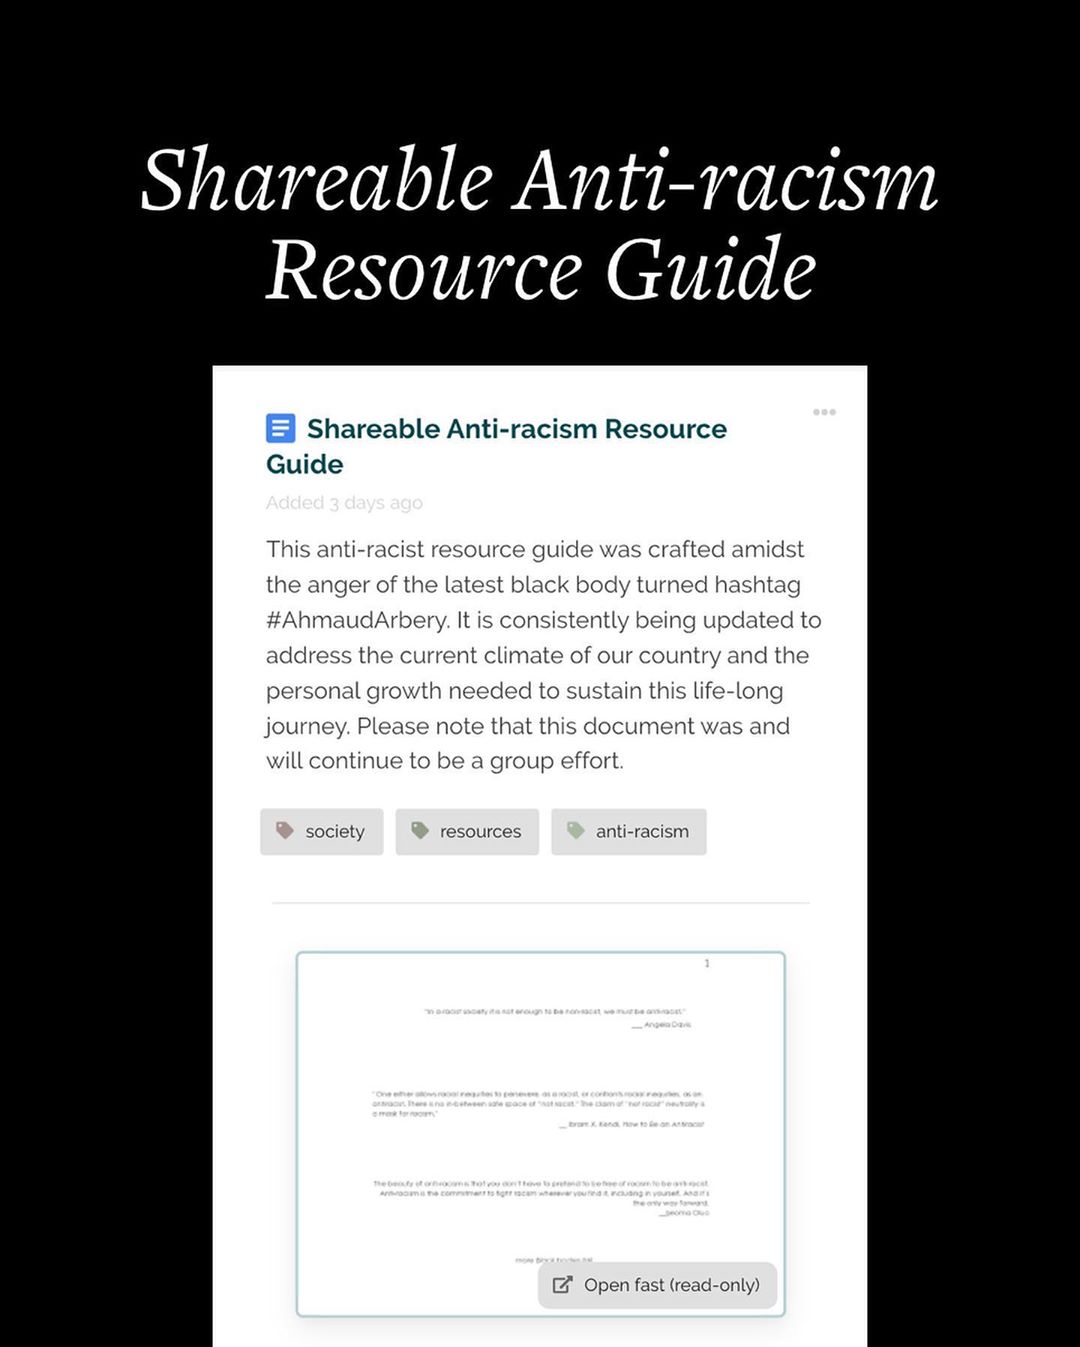 Shareable Anti-racism
Resource Guide
Shareable Anti-racism Resource
Guide
Added 3 days ago
This anti-racist resource guide was crafted amidst
the anger of the latest black body turned hashtag
#AhmaudArbery. It is consistently being updated to
address the current climate of our country and the
personal growth needed to sustain this life-long
journey. Please note that this document was and
will continue to be a group effort.
society
resources
anti-racism
1
"In a racist society it is not enough to be non-racist, we must be anti-racist."
__ Angela Davis
"One either allows racial inequities to persevere, as a racist, or confronts racial inequities, as an
antiracist. There is no in-between safe space of "not racist." The claim of "not racist" neutrality is
a mask for racism."
__ Ibram X. Kendi, How to Be an Antiracist
The beauty of anti-racism is that you don't have to pretend to be free of racism to be anti-racist.
Anti-racism is the commitment to fight racism wherever you find it, including in yourself. And it's
the only way forward.
__Ijeoma Oluo
more Black bodies fall
Open fast (read-only)